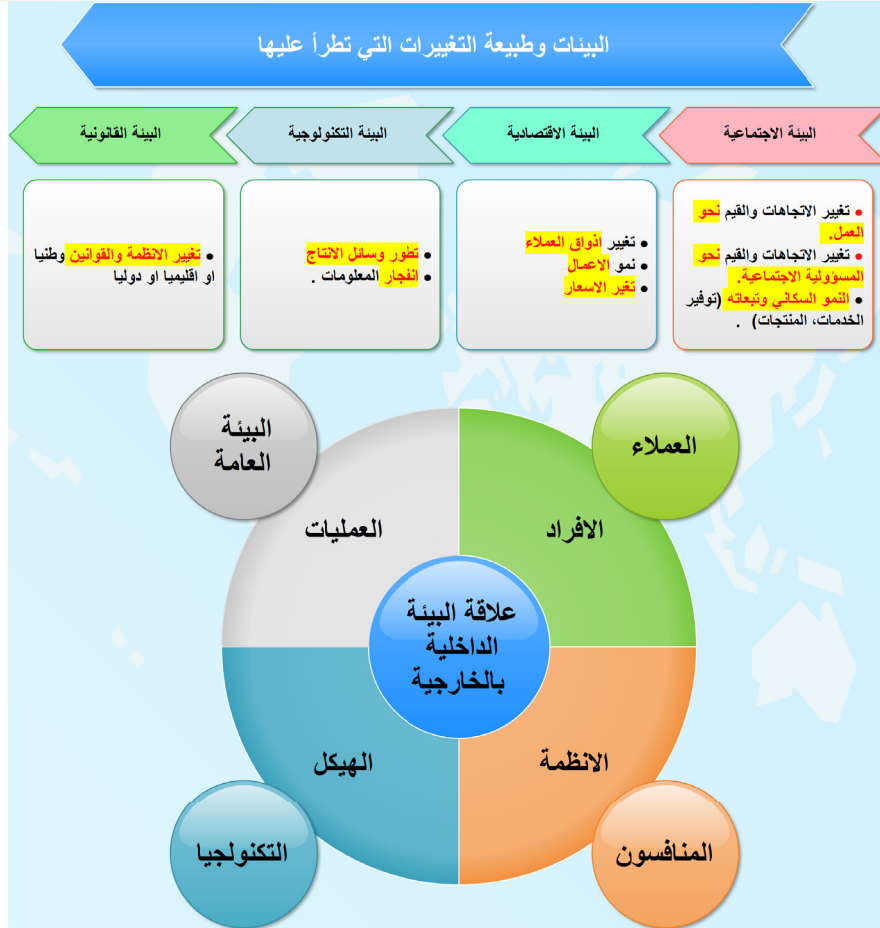 البيئات وطبيعة التغييرات التي تطرأ عليها
البيئة الاجتماعية
البيئة الاقتصادية
البيئة التكنولوجية
البيئة القانونية
• تغيير الاتجاهات والقيم نحو
العمل.
• تغيير الاتجاهات والقيم نحو
المسؤولية الاجتماعية.
• النمو السكاني وتبعاته (توفير
الخدمات، المنتجات) .
• تغيير اذواق العملاء
• نمو الاعمال
• تغير الاسعار
• تطور وسائل الانتاج
• انفجار المعلومات .
• تغيير الانظمة والقوانين وطنيا
او اقليميا او دوليا
العملاء
البيئة
العامة
الافراد
العمليات
علاقة البيئة
الداخلية
بالخارجية
الانظمة
الهيكل
المنافسون
التكنولجيا